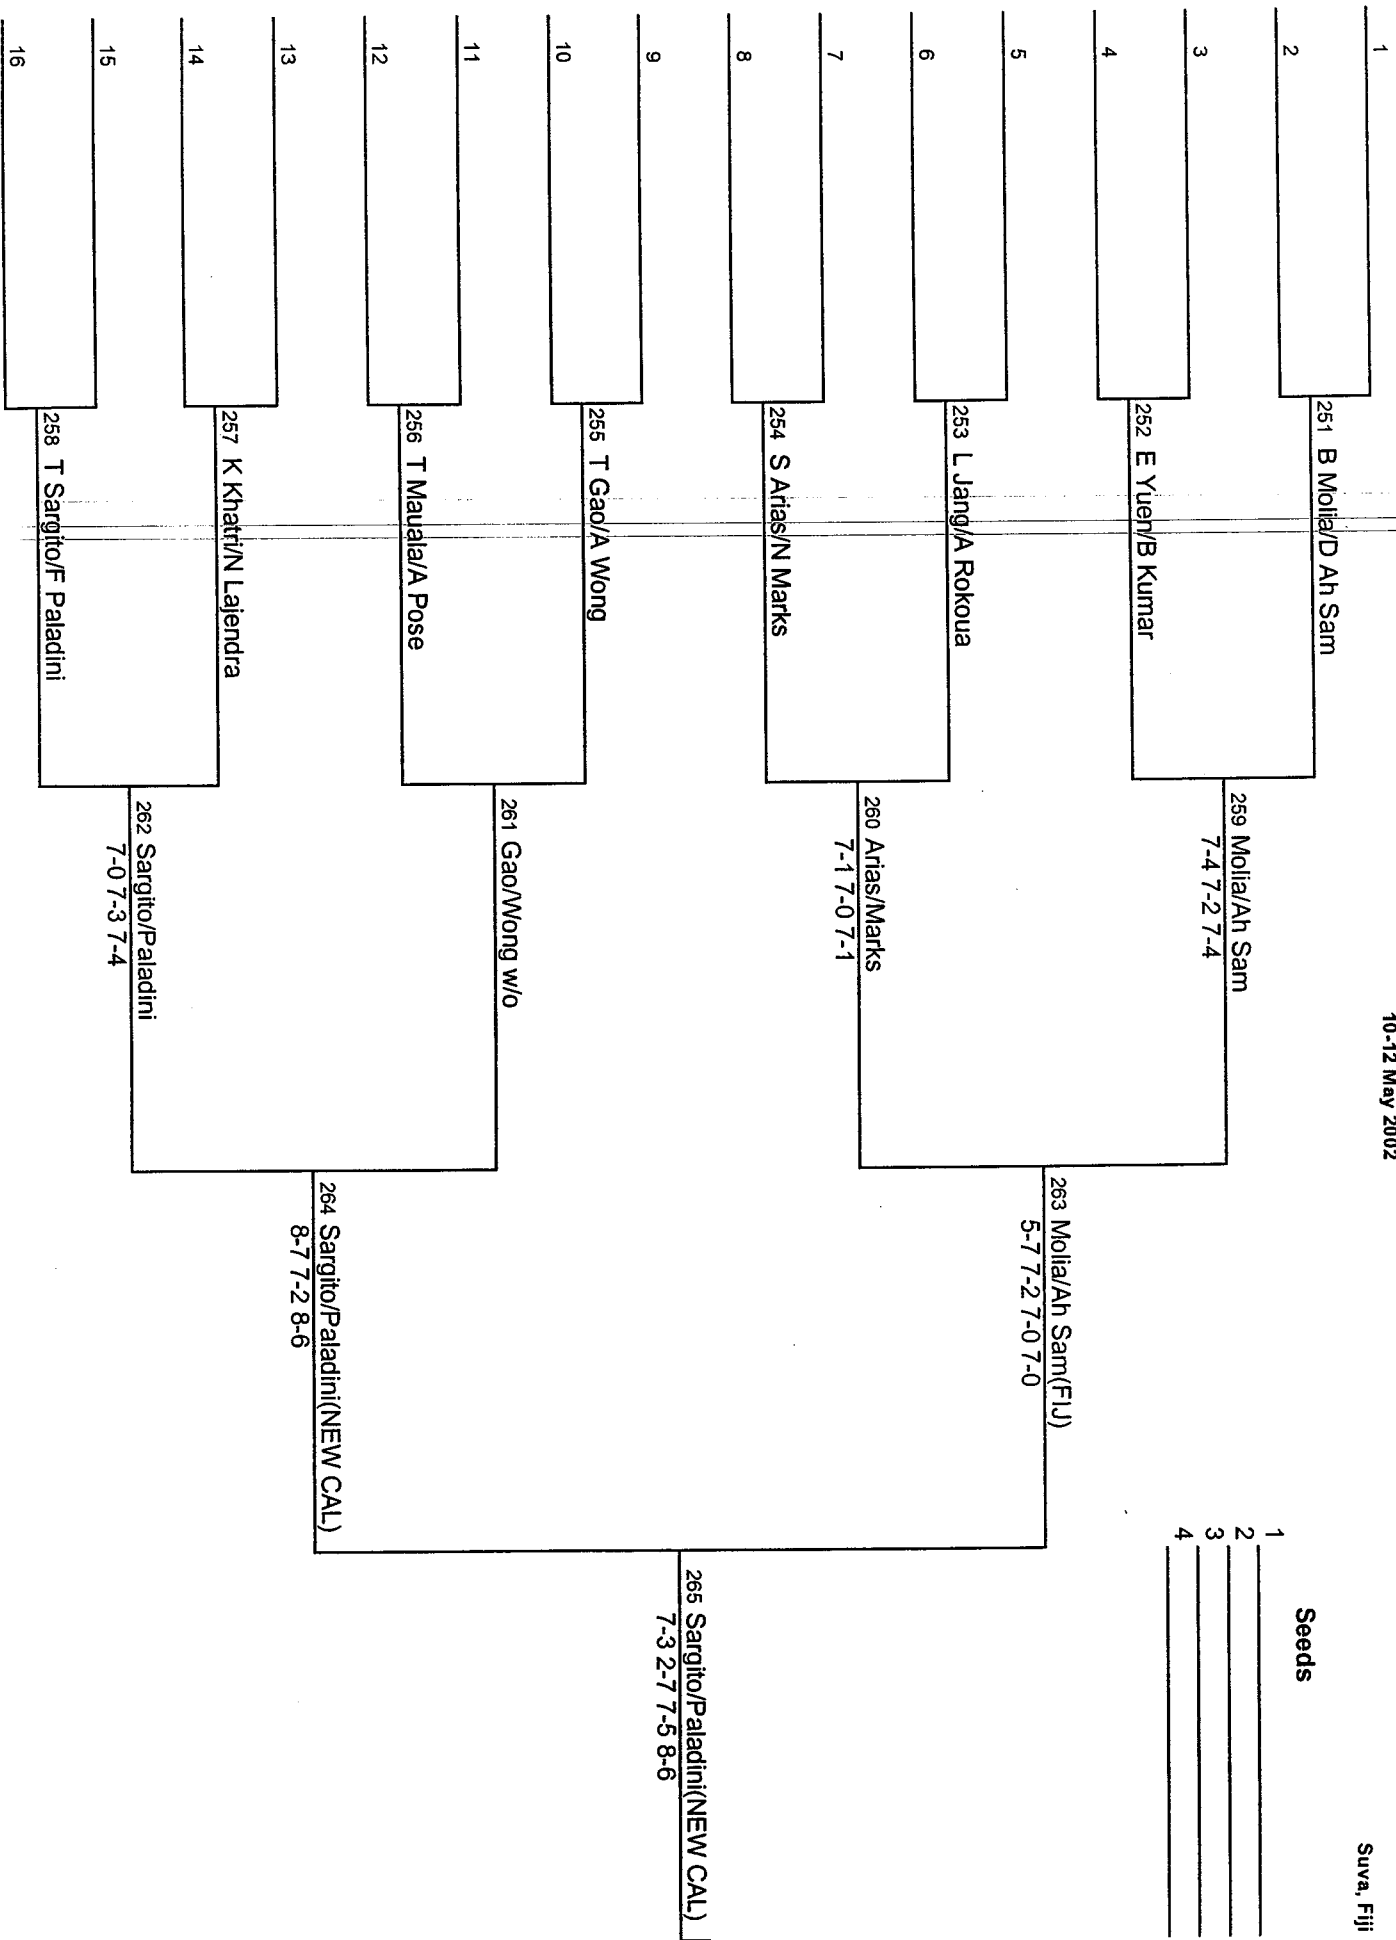 10-12 May 2002
Suva, Fiji
Seeds
1
2
3
4
1
2
3
4
5
6
7
8
9
10
11
12
13
14
15
16
251 B Molia/D Ah Sam
252 E Yuen/B Kumar
253 L Jang/A Rokoua
254 S Arias/N Marks
255 T Gao/A Wong
256 T Mauala/A Pose
257 K Khatri/N Lajendra
258 T Sargito/F Paladini
259 Molia/Ah Sam
7-4 7-2 7-4
260 Arias/Marks
7-1 7-0 7-1
261 Gao/Wong w/o
262 Sargito/Paladini
7-0 7-3 7-4
263 Molia/Ah Sam(FIJ)
5-7 7-2 7-0 7-0
264 Sargito/Paladini(NEW CAL)
8-7 7-2 8-6
265 Sargito/Paladini(NEW CAL)
7-3 2-7 7-5 8-6